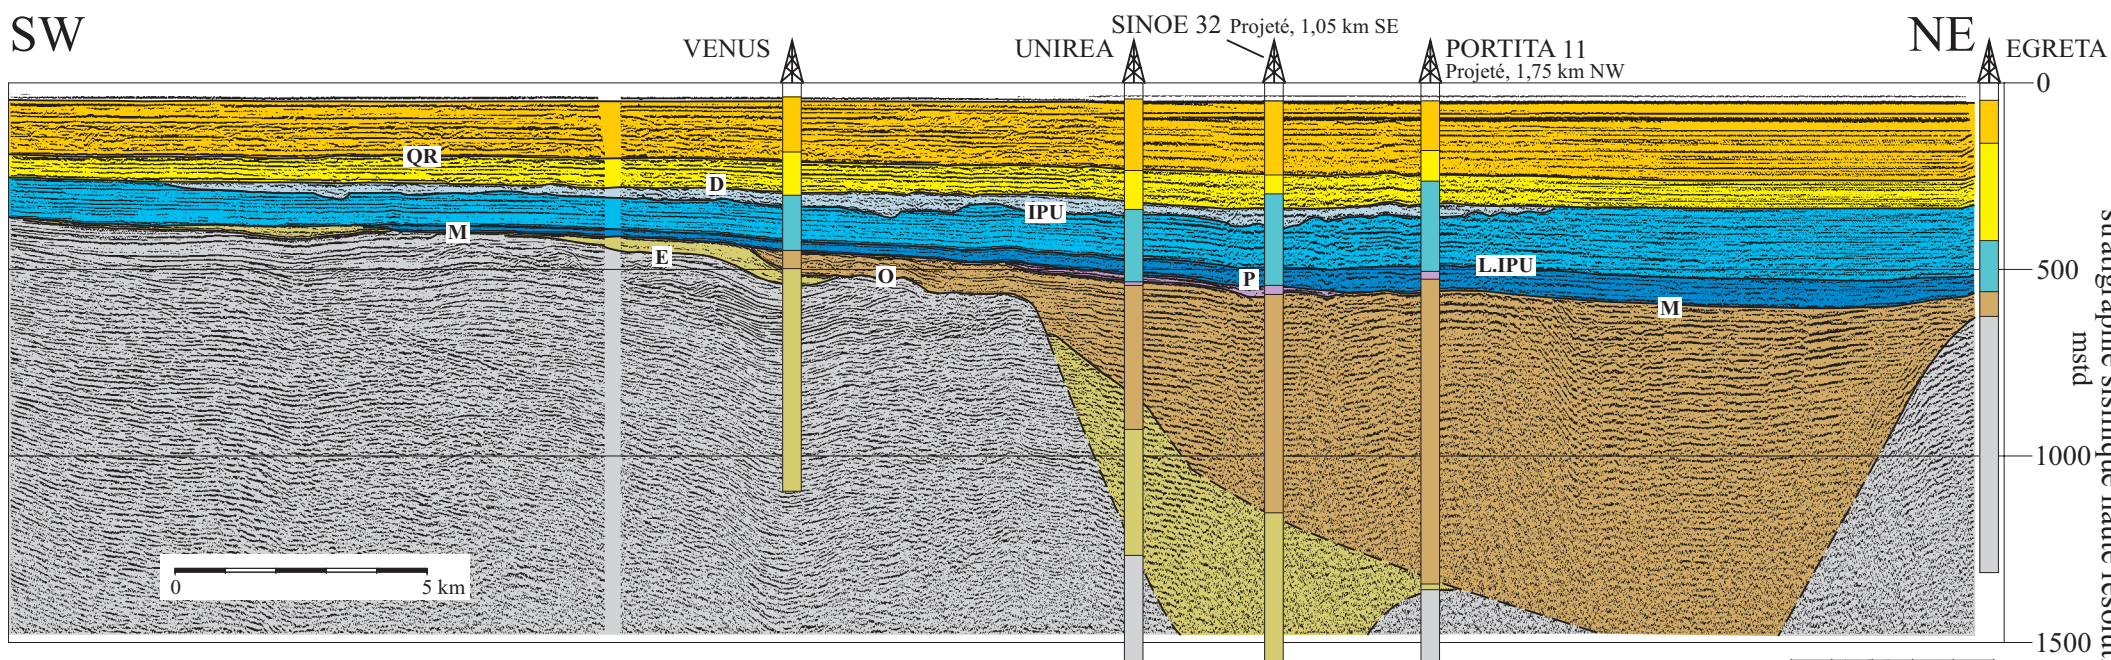 SW
VENUS
UNIREA
SINOE 32 Projeté, 1,05 km SE
PORTITA 11
Projeté, 1,75 km NW
NE
EGRETA
0
QR
D
IPU
M
E
O
P
L.IPU
M
500
1000
1500
mstd
0 5 km